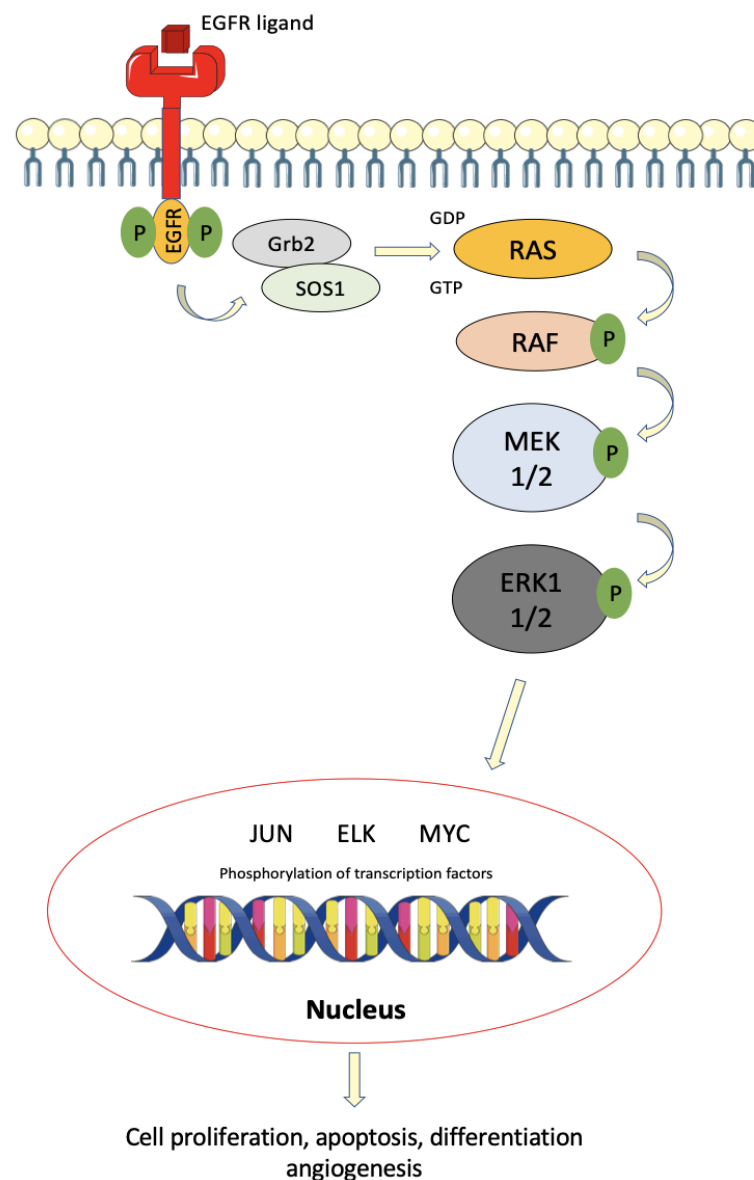 EGFR ligand
P
EGFR
P
Grb2
SOS1
GDP
GTP
RAS
RAF
P
MEK
1/2
P
ERK1
1/2
P
JUN ELK MYC
Phosphorylation of transcription factors
Nucleus
Cell proliferation, apoptosis, differentiation
angiogenesis